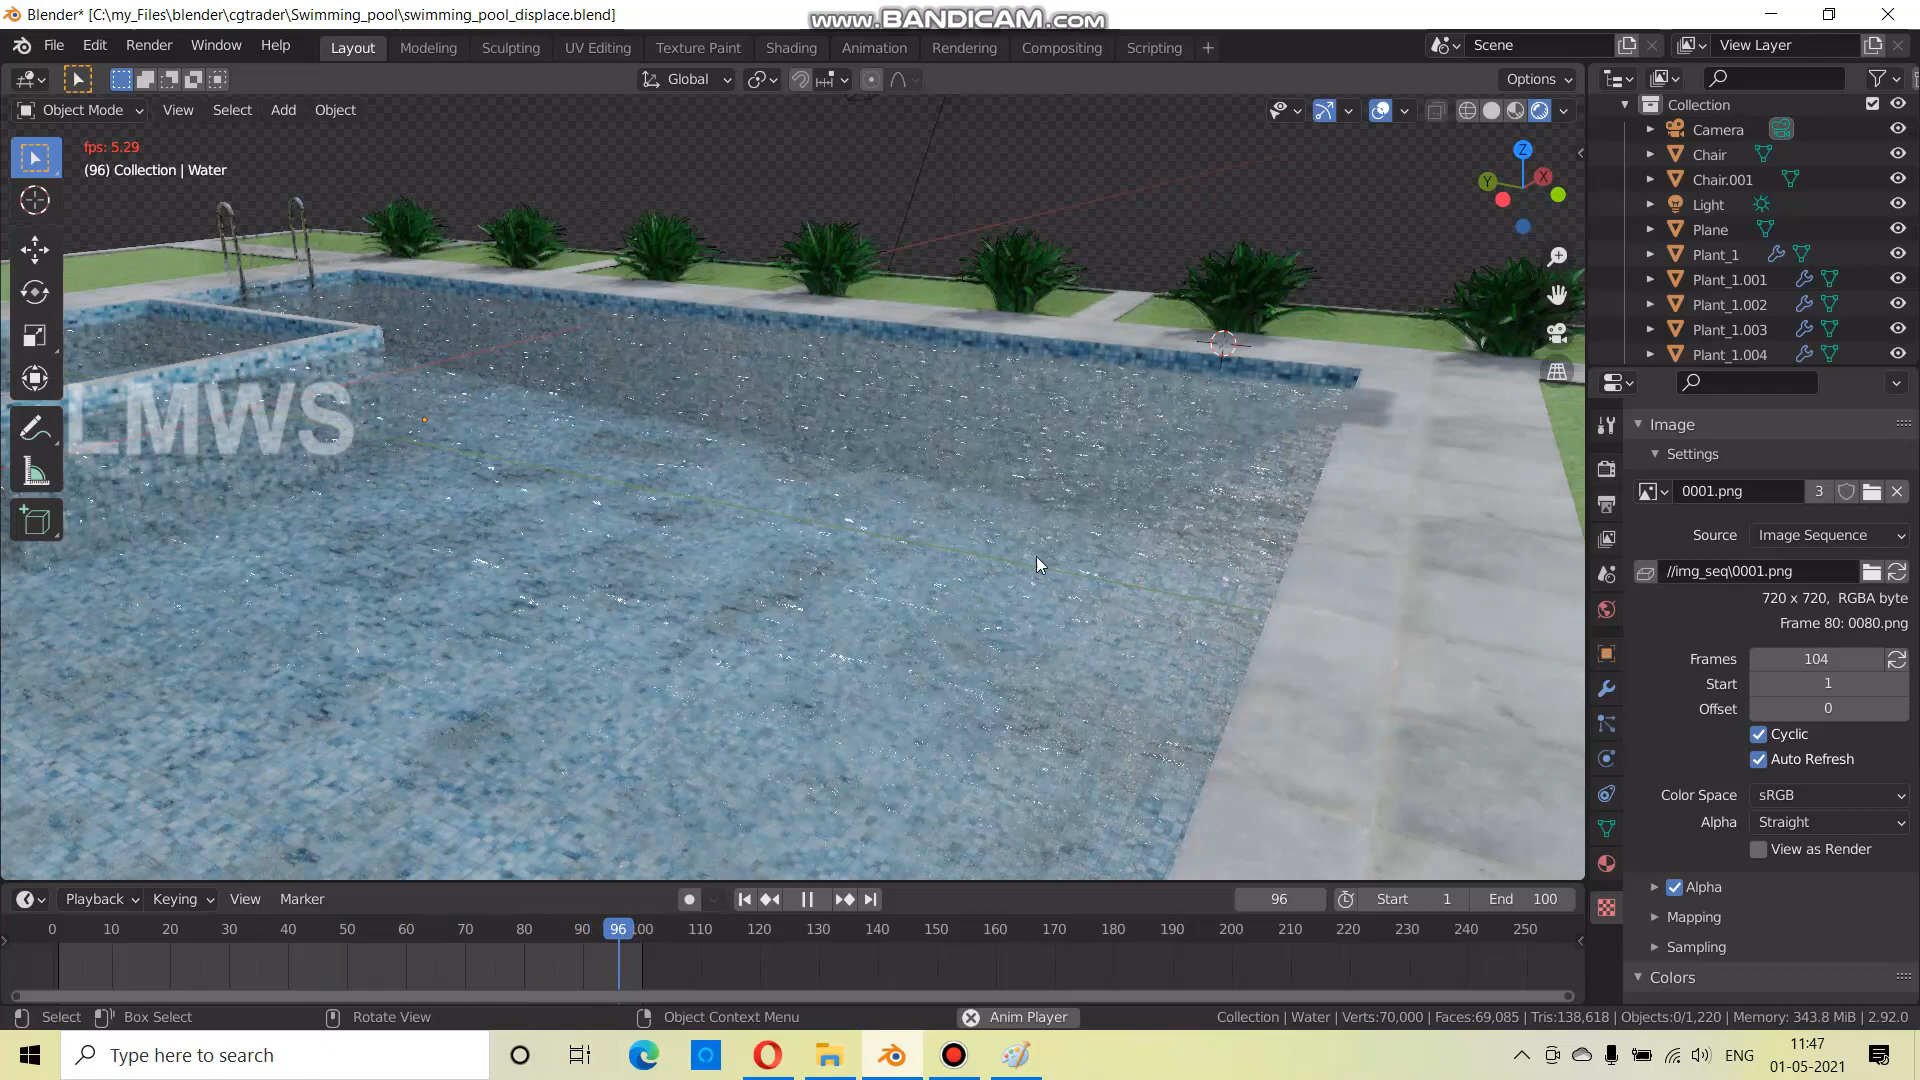 Blender* [C:\my_Files\blender\cgtrader\Swimming_pool\swimming_pool_displace.blend]
www.BANDICAM.com
File Edit Render Window Help
Layout Modeling Sculpting UV Editing Texture Paint Shading Animation Rendering Compositing Scripting +
Scene
View Layer
Global
Options
Object Mode View Select Add Object
fps: 5.29
(96) Collection | Water
Z
Y
X
LMWS
Collection
Camera
Chair
Chair.001
Light
Plane
Plant_1
Plant_1.001
Plant_1.002
Plant_1.003
Plant_1.004
Image
Settings
0001.png 3
Source Image Sequence
//img_seq\0001.png
720 x 720, RGBA byte
Frame 80: 0080.png
Frames 104
Start 1
Offset 0
Cyclic
Auto Refresh
Color Space sRGB
Alpha Straight
View as Render
Alpha
Mapping
Sampling
Colors
Playback Keying View Marker
96 Start 1 End 100
0 10 20 30 40 50 60 70 80 90 96 100 110 120 130 140 150 160 170 180 190 200 210 220 230 240 250
Select Box Select Rotate View Object Context Menu Anim Player
Collection | Water | Verts:70,000 | Faces:69,085 | Tris:138,618 | Objects:0/1,220 | Memory: 343.8 MiB | 2.92.0
Type here to search
ENG
11:47
01-05-2021